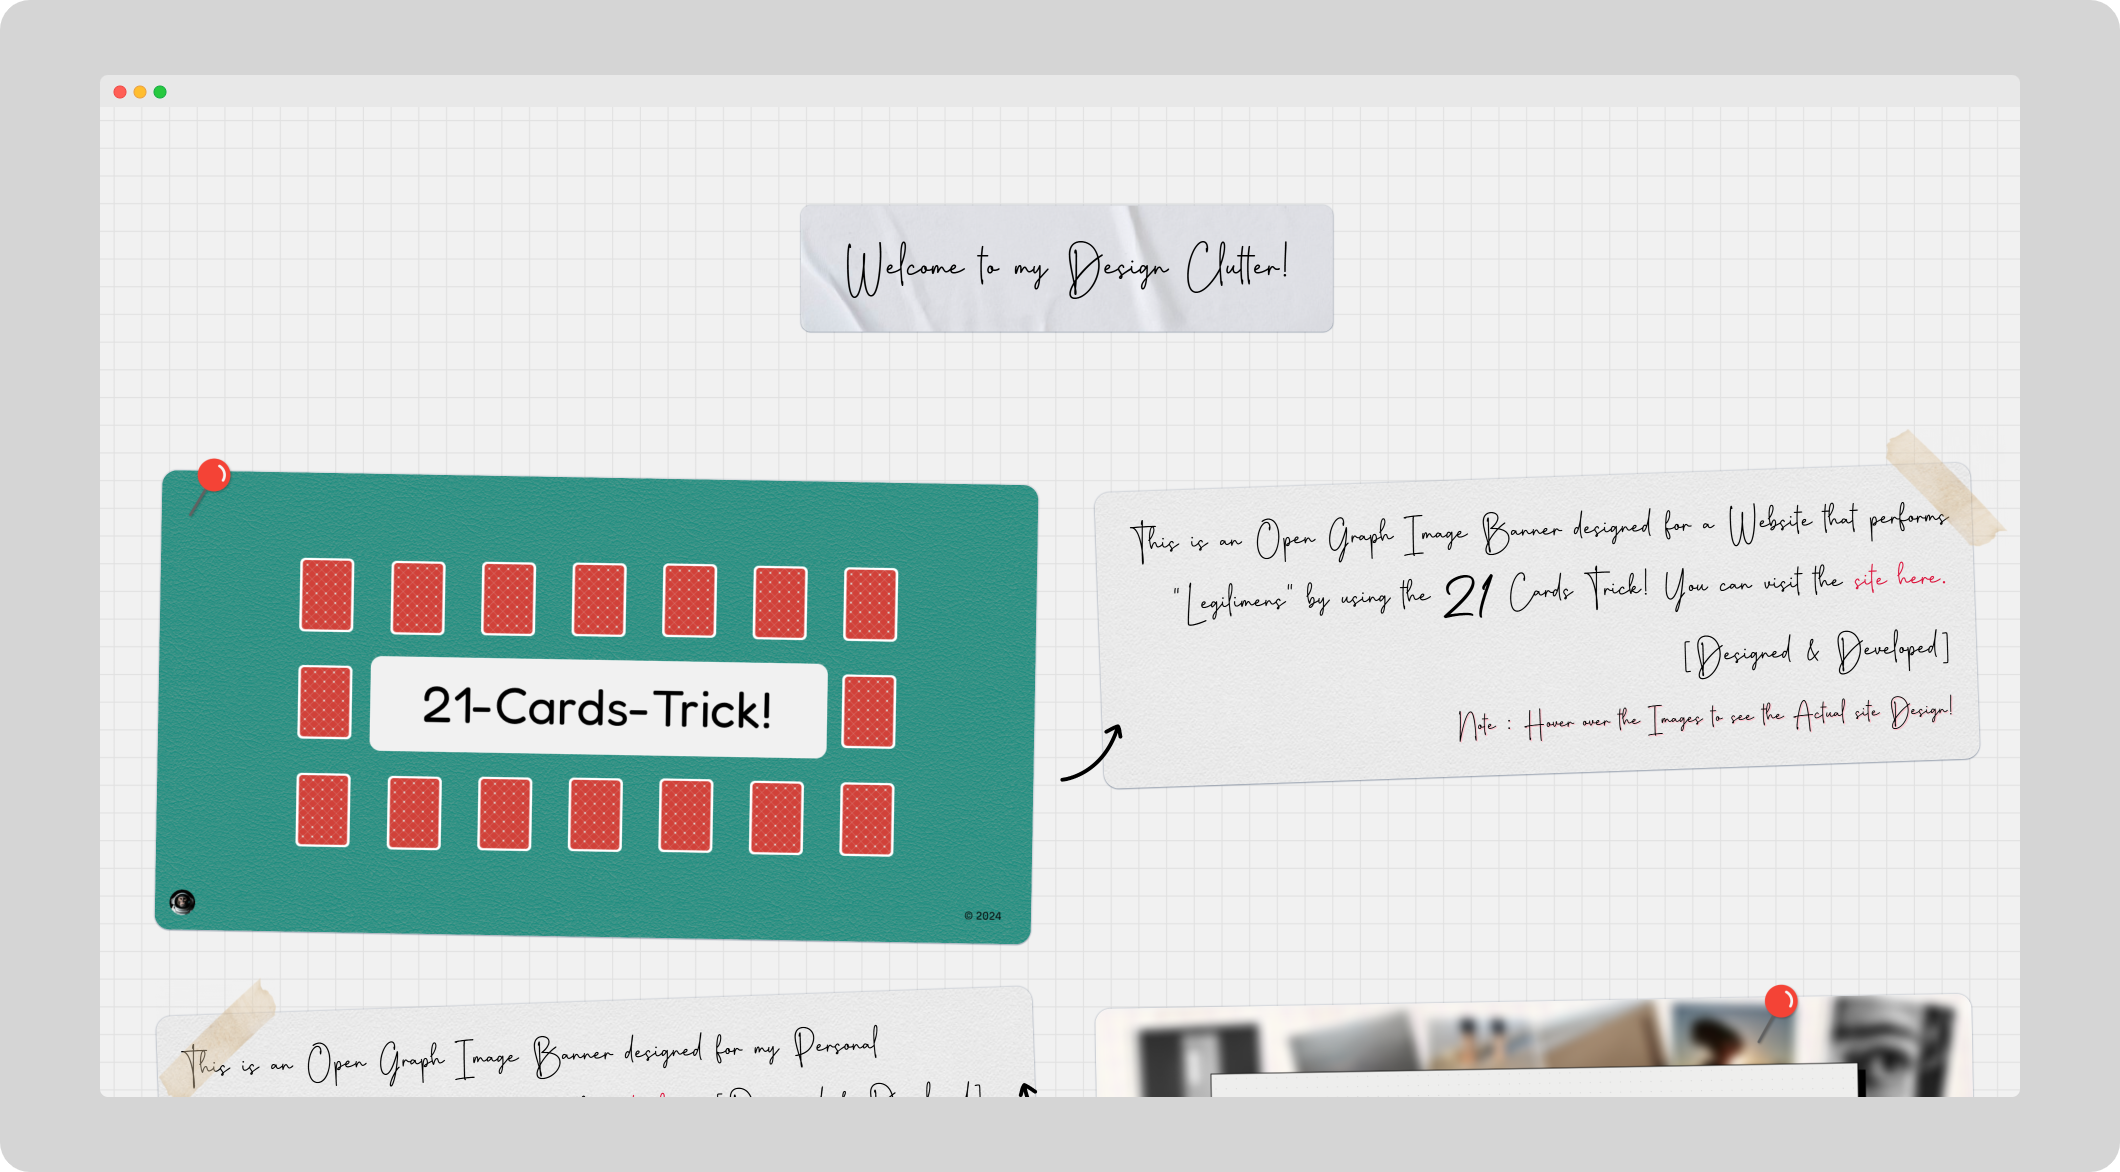 Welcome to my Design Clutter!
21-Cards-Trick!
© 2024
This is an Open Graph Image Banner designed for a Website that performs
"Legilimens" by using the 21 Cards Trick! You can visit the site here.
[Designed & Developed]
Note : Hover over the Images to see the Actual site Design!
This is an Open Graph Image Banner designed for my Personal